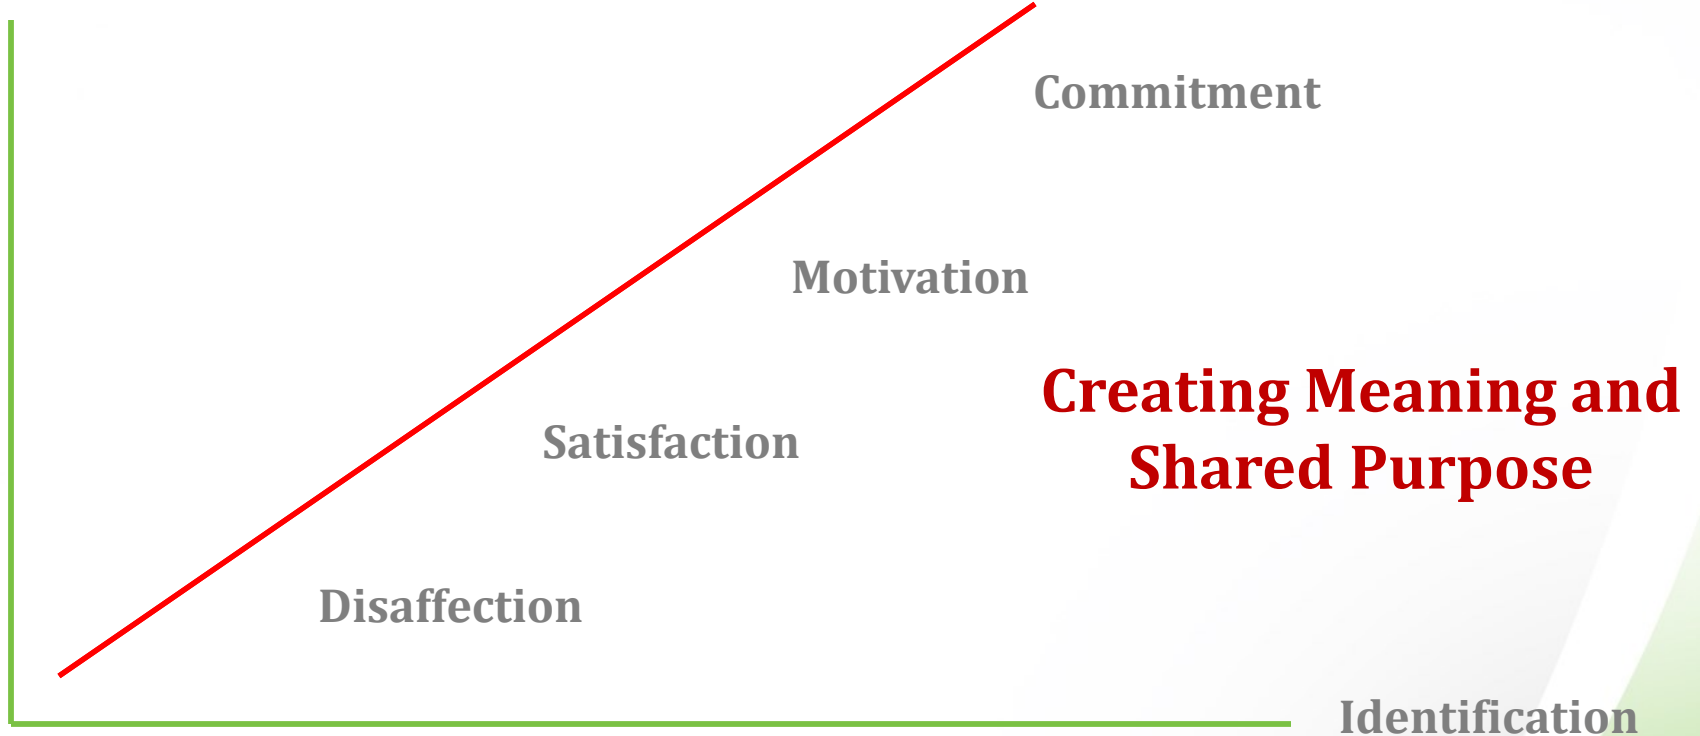 Commitment
Motivation
Creating Meaning and
Shared Purpose
Satisfaction
Disaffection
Identification